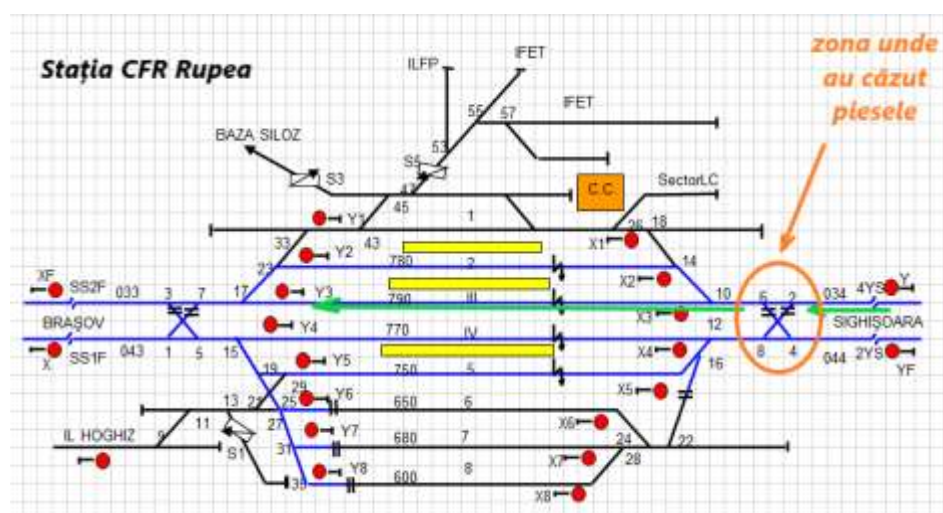 zona unde
au căzut
piesele
Stația CFR Rupea
ILFP
IFET
IFET
55
57
53
BAZA SILOZ
S5
S3
47
C.C
SectorLC
45
1
Y1
26
18
33
43
X1
Y2
780
2
14
23
X2
XF
SS2F
033
3
7
17
Y3
790
III
10
6
2
034
4YS
Y
X3
BRAȘOV
Y4
770
IV
12
SIGHIȘOARA
X
SS1F
043
1
5
15
Y5
X4
16
8
4
044
2YS
YF
19
750
5
29
X5
13
21
25
Y6
650
6
11
27
X6
IL HOGHIZ
9
S1
31
Y7
680
7
24
22
X7
28
35
Y8
600
8
X8